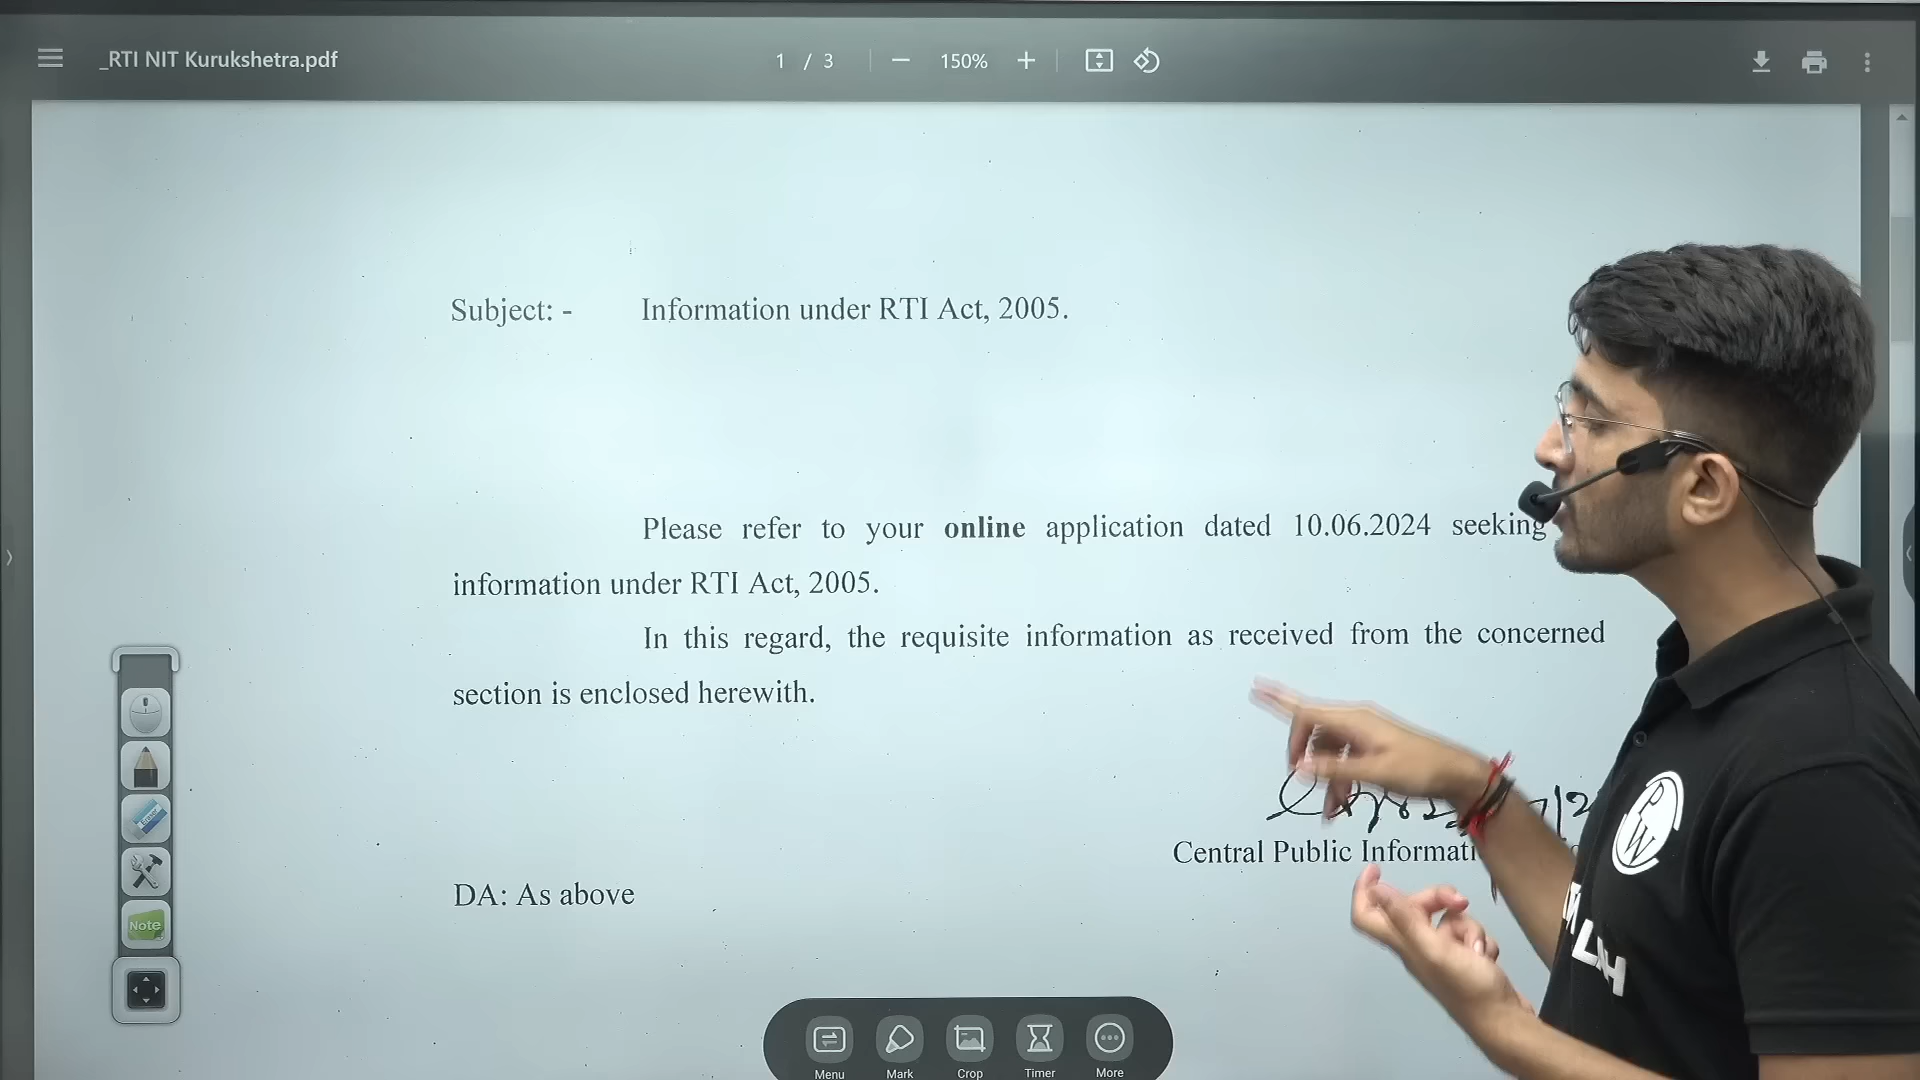 _RTI NIT Kurukshetra.pdf
1 / 3
150%
Subject: - Information under RTI Act, 2005.
Please refer to your online application dated 10.06.2024 seeking
information under RTI Act, 2005.
In this regard, the requisite information as received from the concerned
section is enclosed herewith.
Central Public
DA: As above
PW
Eraser
Note
Menu Mark Crop Timer More